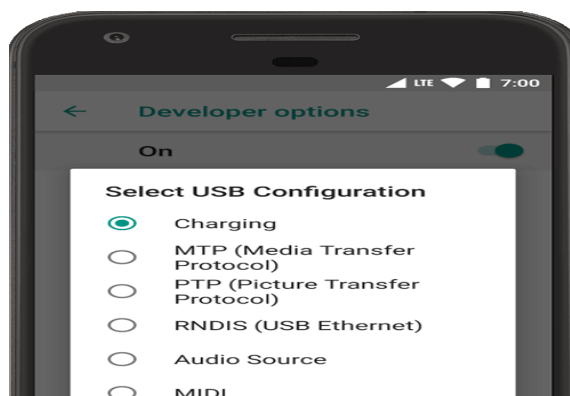 LTE 7:00
Developer options
On
Select USB Configuration
Charging
MTP (Media Transfer
Protocol)
PTP (Picture Transfer
Protocol)
RNDIS (USB Ethernet)
Audio Source
MIDI